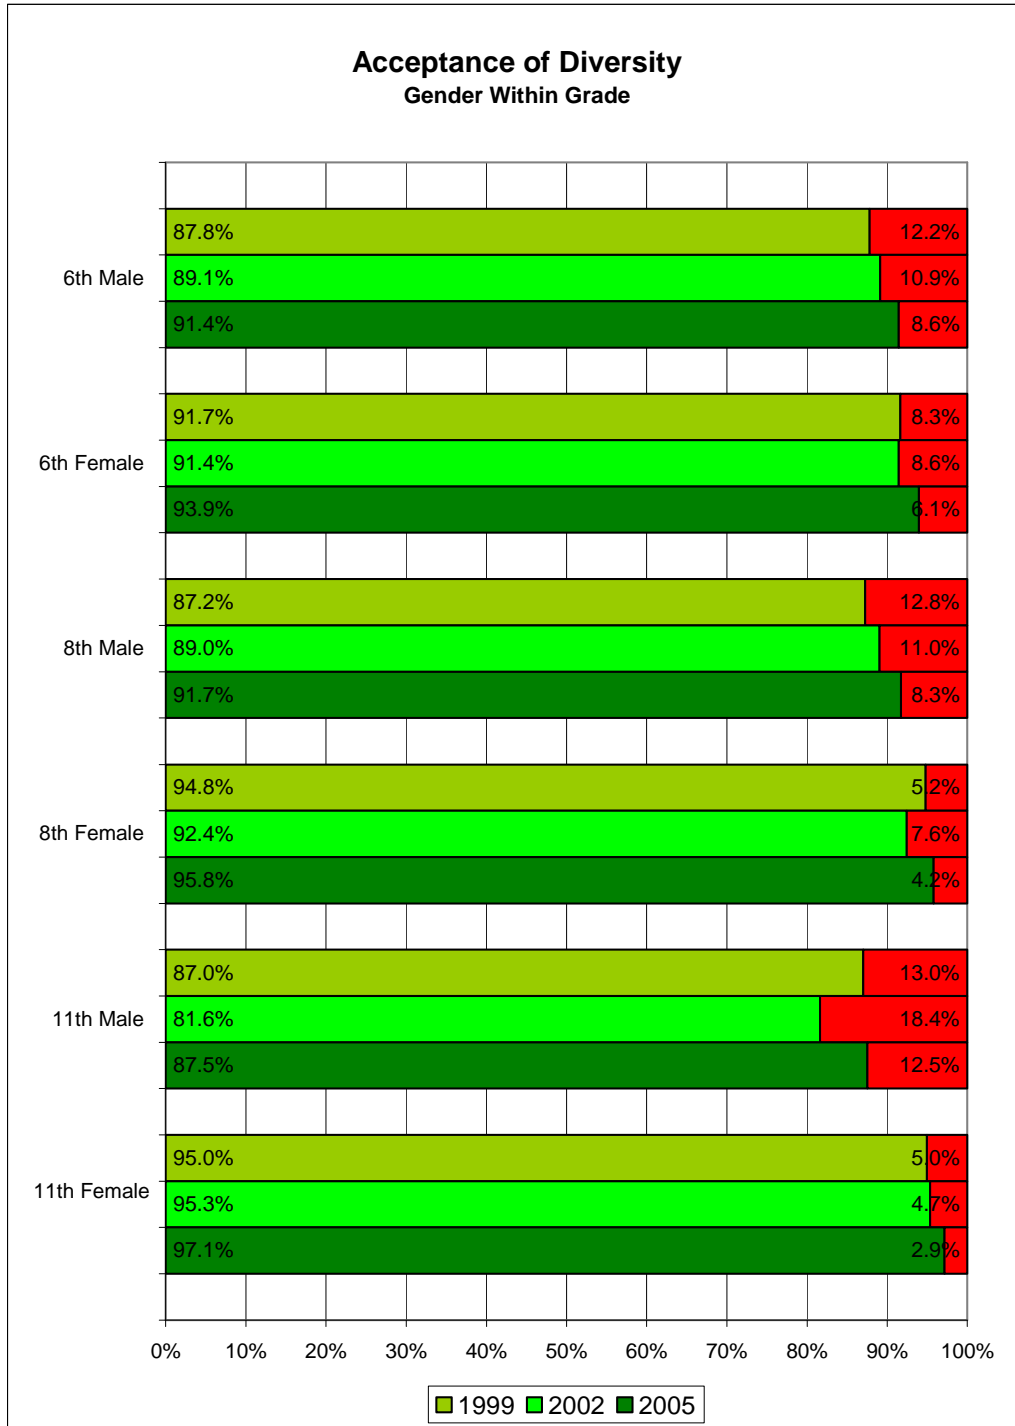 Acceptance of Diversity
Gender Within Grade
87.8% 12.2%
6th Male 89.1% 10.9%
91.4% 8.6%
91.7% 8.3%
6th Female 91.4% 8.6%
93.9% 6.1%
87.2% 12.8%
8th Male 89.0% 11.0%
91.7% 8.3%
94.8% 5.2%
8th Female 92.4% 7.6%
95.8% 4.2%
87.0% 13.0%
11th Male 81.6% 18.4%
87.5% 12.5%
95.0% 5.0%
11th Female 95.3% 4.7%
97.1% 2.9%
0% 10% 20% 30% 40% 50% 60% 70% 80% 90% 100%
1999 2002 2005